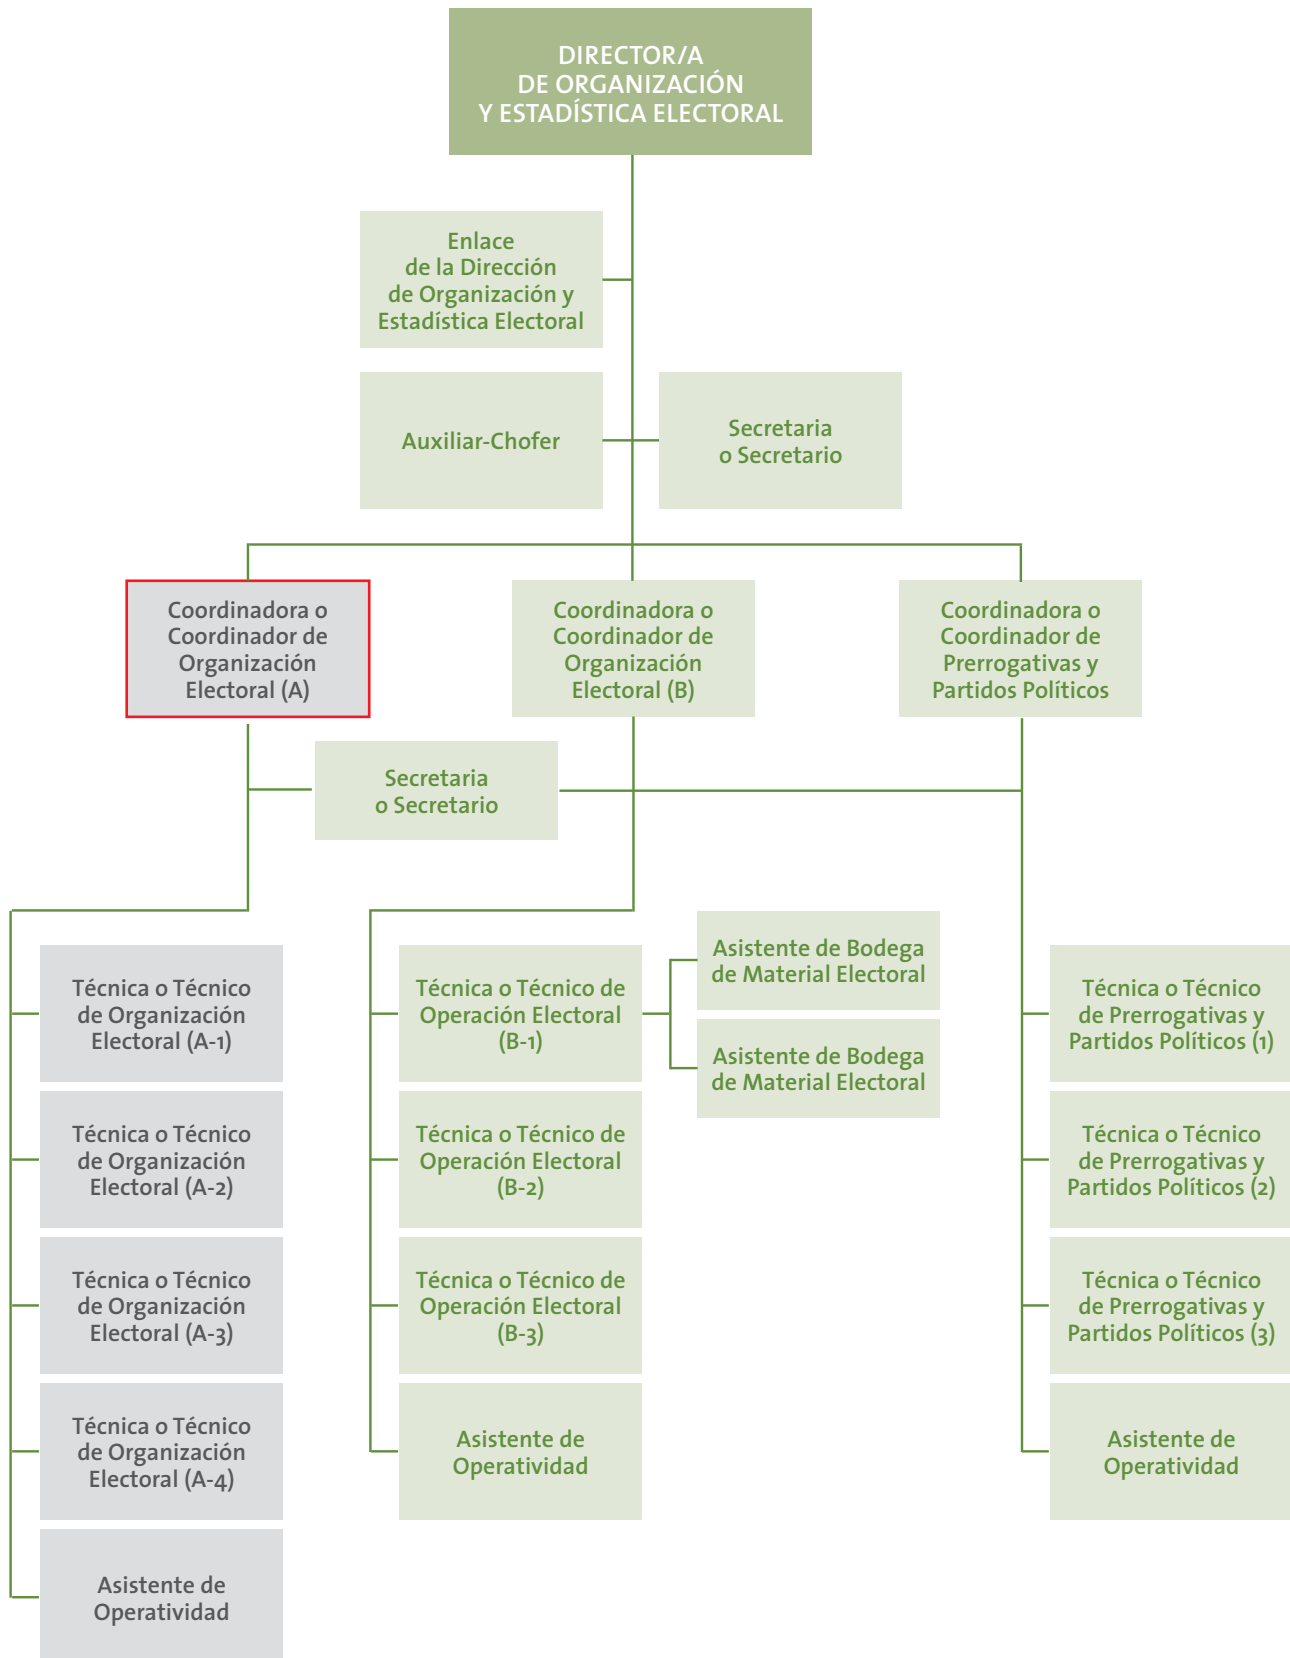 DIRECTOR/A
DE ORGANIZACIÓN
Y ESTADÍSTICA ELECTORAL
Enlace
de la Dirección
de Organización y
Estadística Electoral
Auxiliar-Chofer
Secretaria
o Secretario
Coordinadora o
Coordinador de
Organización
Electoral (A)
Coordinadora o
Coordinador de
Organización
Electoral (B)
Coordinadora o
Coordinador de
Prerrogativas y
Partidos Políticos
Secretaria
o Secretario
Técnica o Técnico
de Organización
Electoral (A-1)
Técnica o Técnico
de Organización
Electoral (A-2)
Técnica o Técnico
de Organización
Electoral (A-3)
Técnica o Técnico
de Organización
Electoral (A-4)
Asistente de
Operatividad
Técnica o Técnico de
Operación Electoral
(B-1)
Técnica o Técnico de
Operación Electoral
(B-2)
Técnica o Técnico de
Operación Electoral
(B-3)
Asistente de
Operatividad
Asistente de Bodega
de Material Electoral
Asistente de Bodega
de Material Electoral
Técnica o Técnico
de Prerrogativas y
Partidos Políticos (1)
Técnica o Técnico
de Prerrogativas y
Partidos Políticos (2)
Técnica o Técnico
de Prerrogativas y
Partidos Políticos (3)
Asistente de
Operatividad